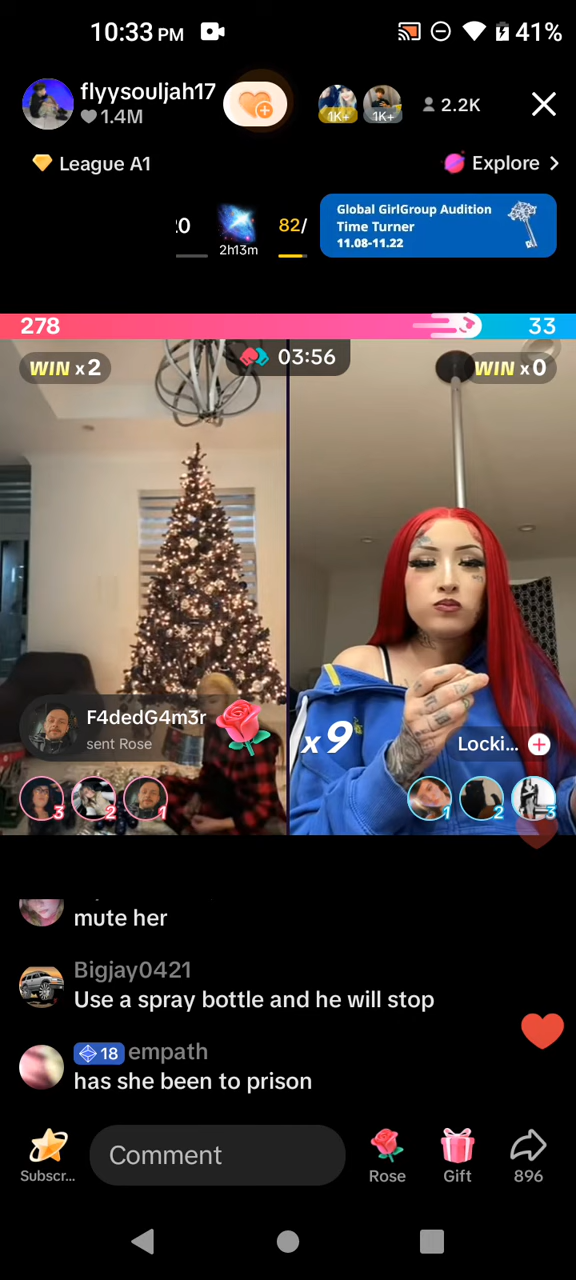 10:33 PM
41%
flyysouljah17
1.4M
1K+
1K+
2.2K
League A1
Explore >
:0
2h13m
82/
Global GirlGroup Audition
Time Turner
11.08-11.22
278
33
WIN x2
03:56
WIN x0
F4dedG4m3r
sent Rose
x9
Locki...
3
2
1
1
2
3
mute her
Bigjay0421
Use a spray bottle and he will stop
18 empath
has she been to prison
Subscr...
Comment
Rose
Gift
896